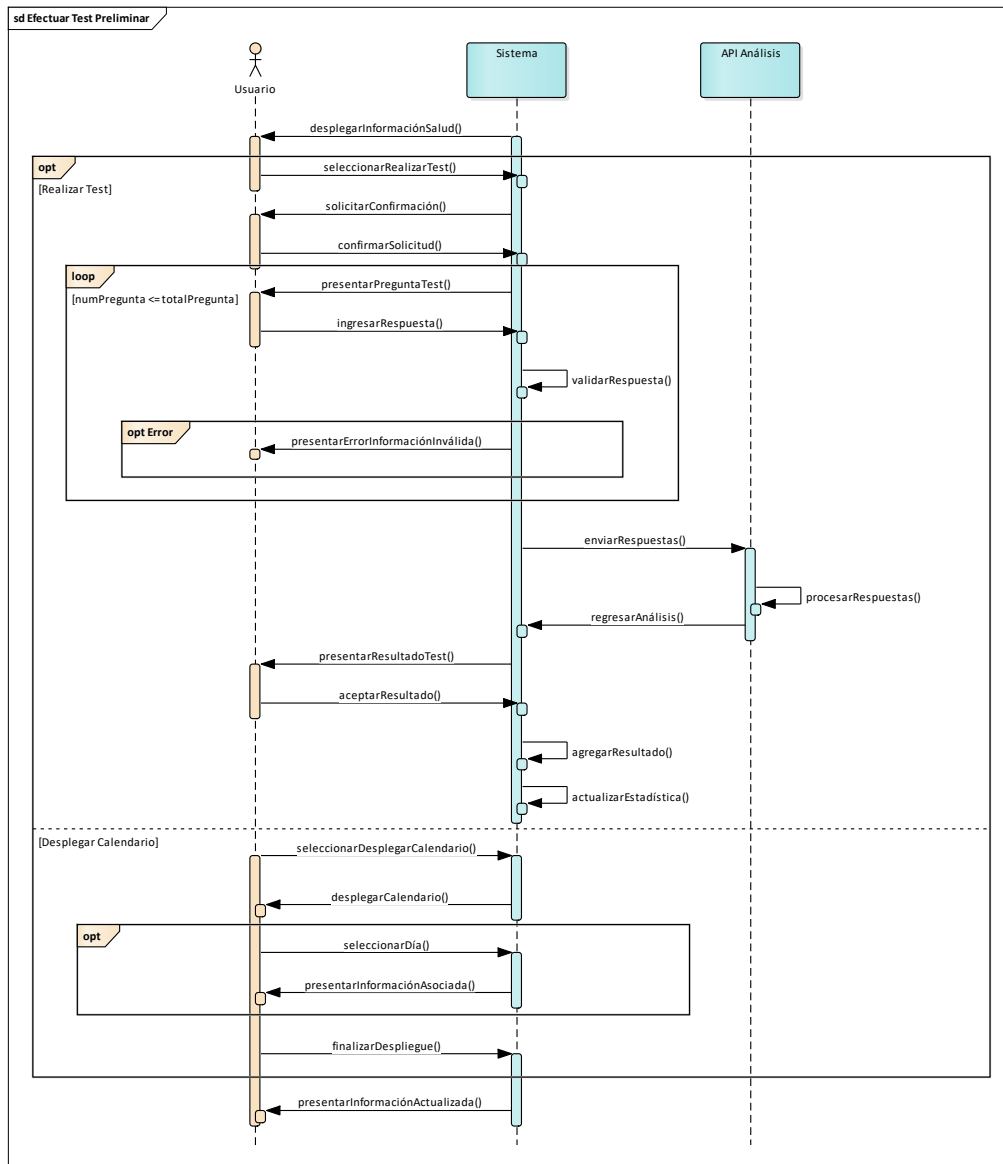 sd Efectuar Test Preliminar
Usuario
Sistema
API Análisis
desplegarInformaciónSalud()
opt
[Realizar Test]
seleccionarRealizarTest()
solicitarConfirmación()
confirmarSolicitud()
loop
[numPregunta <= totalPregunta]
presentarPreguntaTest()
ingresarRespuesta()
validarRespuesta()
opt Error
presentarErrorInformaciónInválida()
enviarRespuestas()
procesarRespuestas()
regresarAnálisis()
presentarResultadoTest()
aceptarResultado()
agregarResultado()
actualizarEstadística()
[Desplegar Calendario]
seleccionarDesplegarCalendario()
desplegarCalendario()
opt
seleccionarDía()
presentarInformaciónAsociada()
finalizarDespliegue()
presentarInformaciónActualizada()